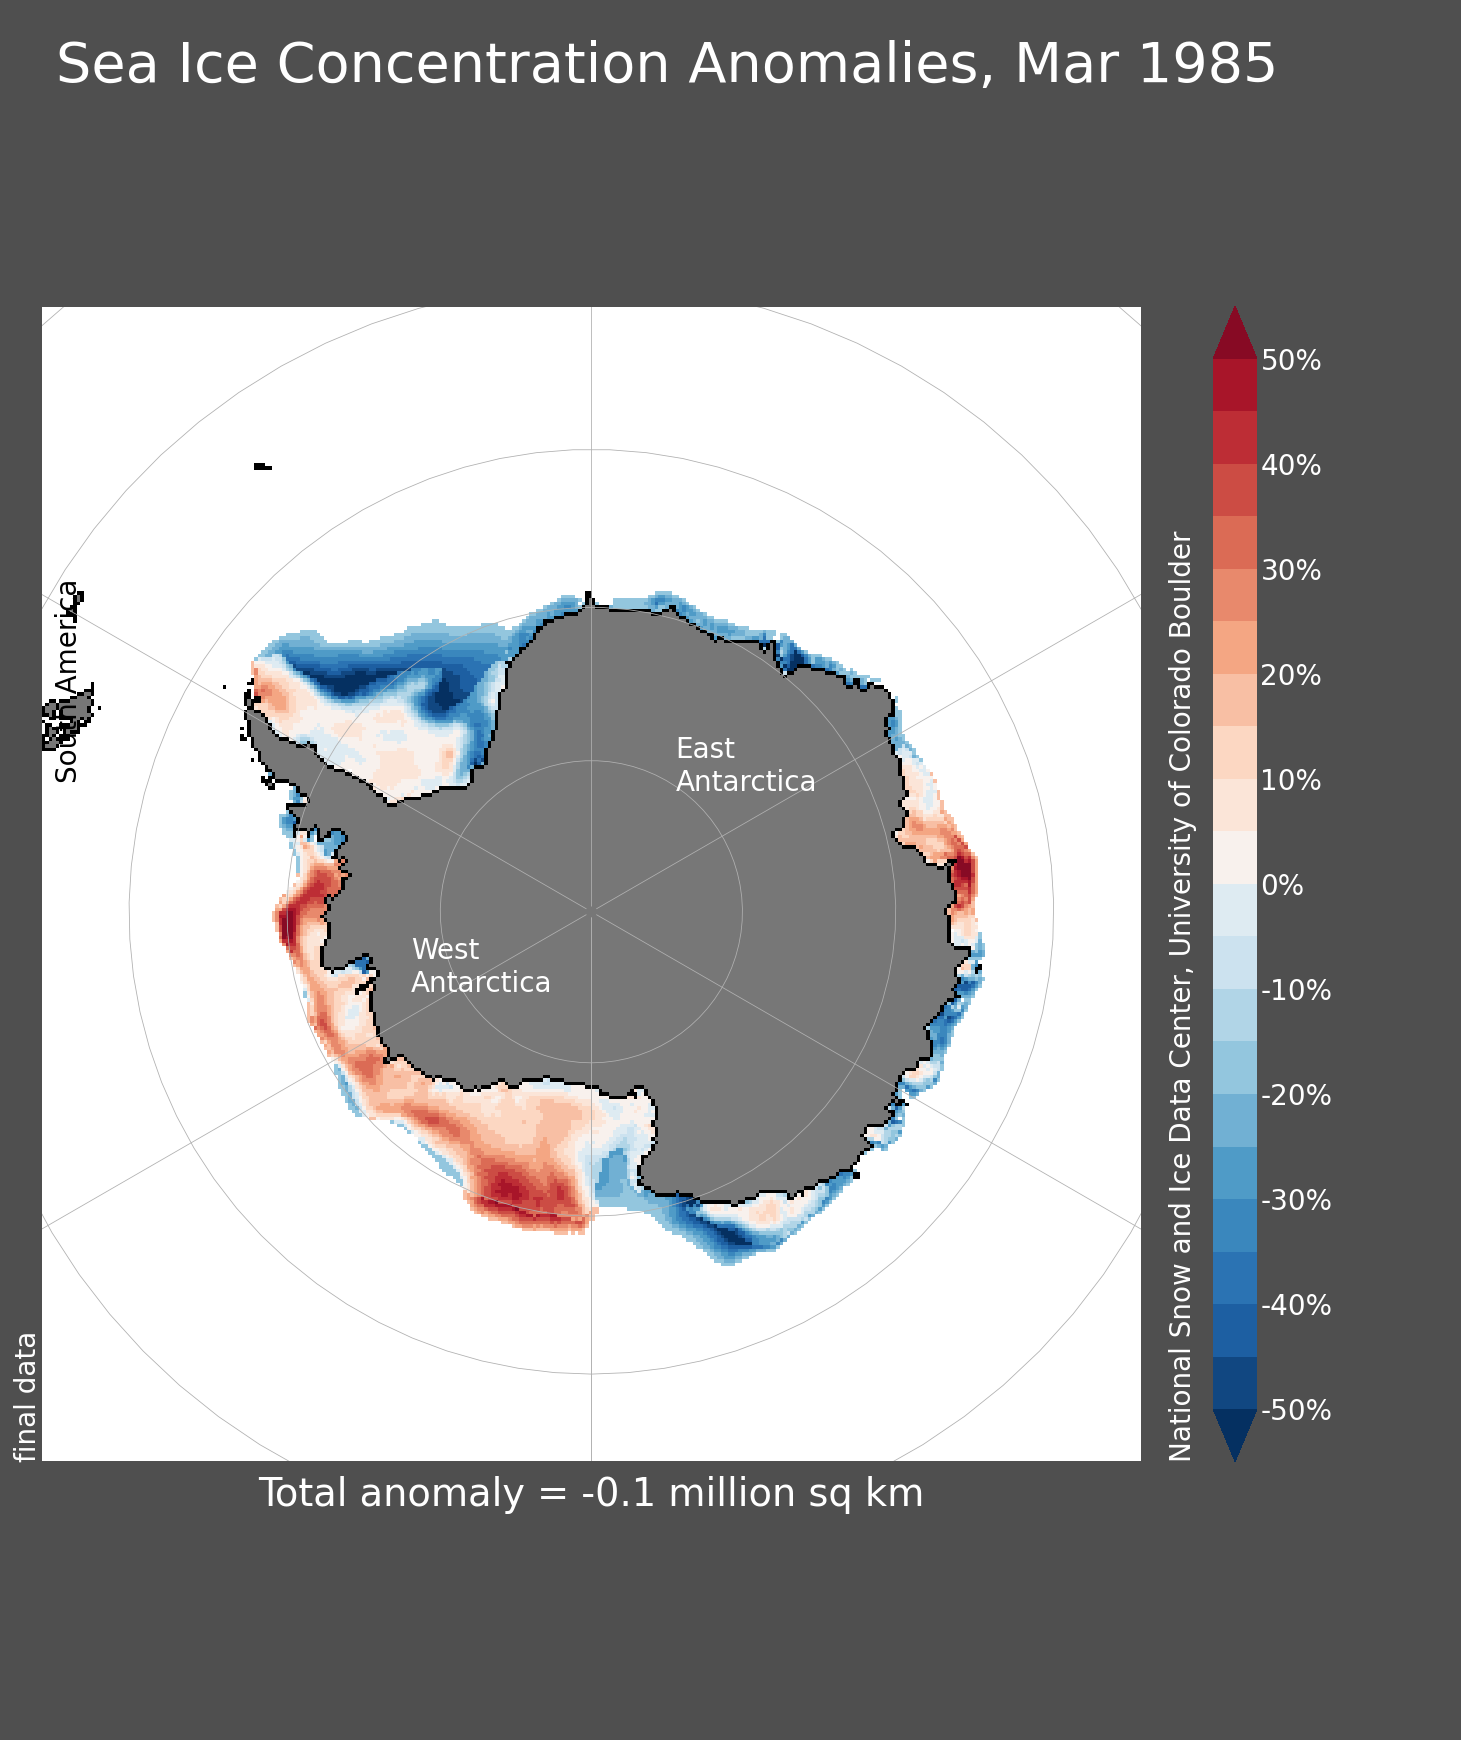 Sea Ice Concentration Anomalies, Mar 1985
South America
East
Antarctica
West
Antarctica
final data
National Snow and Ice Data Center, University of Colorado Boulder
50%
40%
30%
20%
10%
0%
-10%
-20%
-30%
-40%
-50%
Total anomaly = -0.1 million sq km